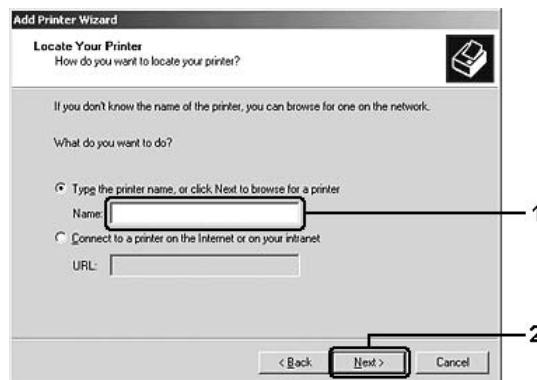 Add Printer Wizard
Locate Your Printer
How do you want to locate your printer?
If you don't know the name of the printer, you can browse for one on the network.
What do you want to do?
Type the printer name, or click Next to browse for a printer
Name:
1
Connect to a printer on the Internet or on your intranet
URL:
2
< Back Next > Cancel